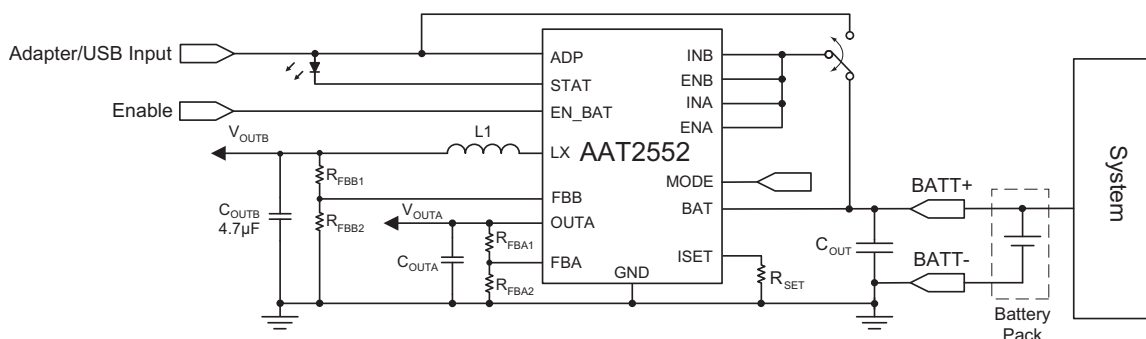 Adapter/USB Input
ADP
STAT
Enable
EN_BAT
INB
ENB
INA
ENA
System
V_OUTB
L1
LX
AAT2552
R_FBB1
MODE
BATT+
FBB
BAT
C_OUTB
4.7μF
R_FBB2
V_OUTA
OUTA
R_FBA1
C_OUT
C_OUTA
FBA
ISET
BATT-
R_FBA2
GND
R_SET
Battery
Pack